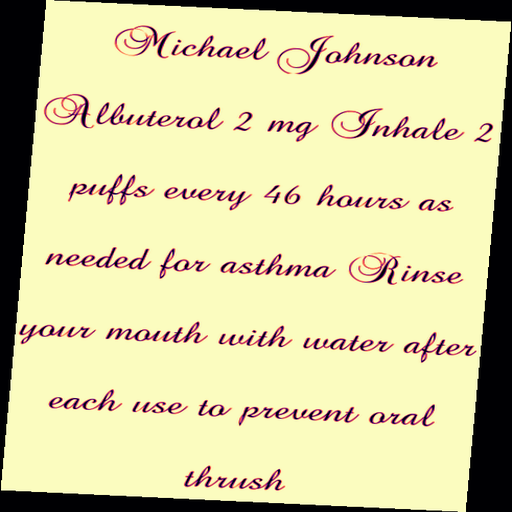 Michael Johnson
Albuterol 2 mg Inhale 2
puffs every 46 hours as
needed for asthma Rinse
your mouth with water after
each use to prevent oral
thrush